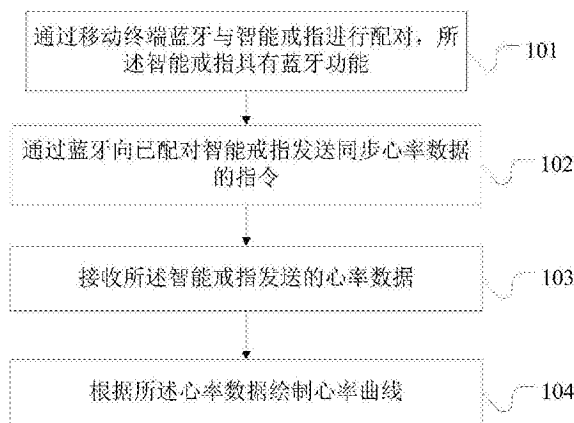 通过移动终端蓝牙与智能戒指进行配对，所
述智能戒指具有蓝牙功能
101
通过蓝牙向已配对智能戒指发送同步心率数据
的指令
102
接收所述智能戒指发送的心率数据
103
根据所述心率数据绘制心率曲线
104